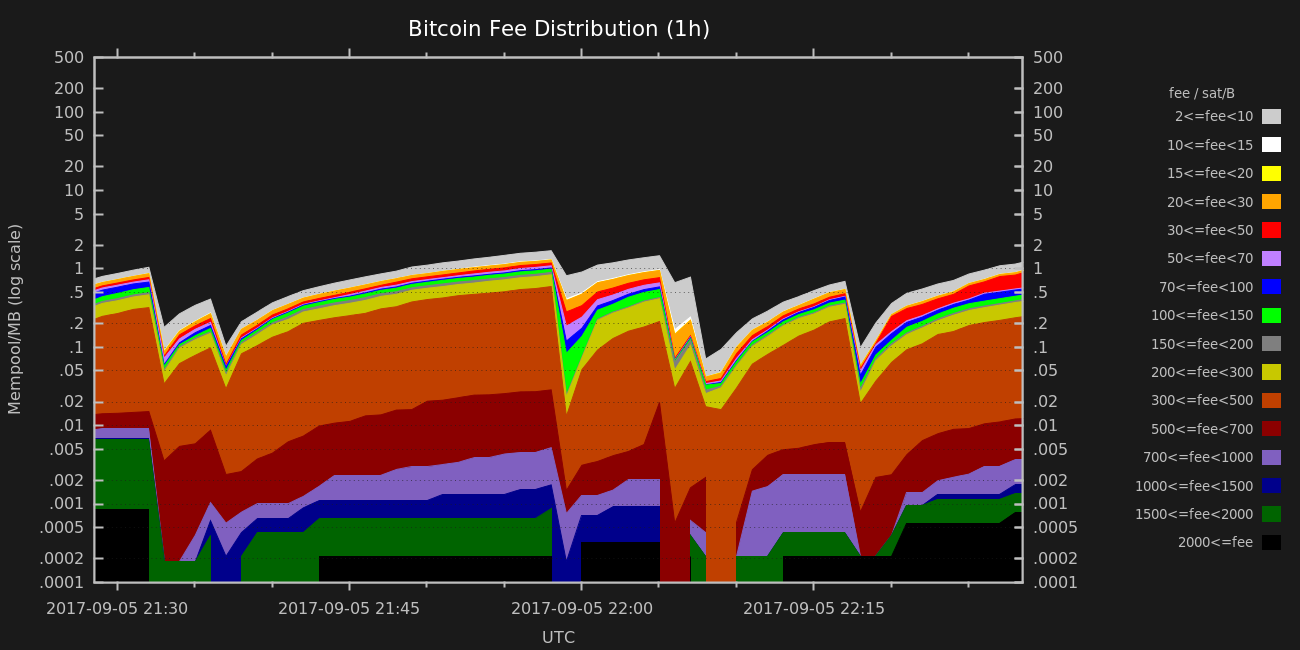 Bitcoin Fee Distribution (1h)
Mempool/MB (log scale)
500
200
100
50
20
10
5
2
1
.5
.2
.1
.05
.02
.01
.005
.002
.001
.0005
.0002
.0001
500
200
100
50
20
10
5
2
1
.5
.2
.1
.05
.02
.01
.005
.002
.001
.0005
.0002
.0001
2017-09-05 21:30
2017-09-05 21:45
2017-09-05 22:00
2017-09-05 22:15
UTC
fee / sat/B
2<=fee<10
10<=fee<15
15<=fee<20
20<=fee<30
30<=fee<50
50<=fee<70
70<=fee<100
100<=fee<150
150<=fee<200
200<=fee<300
300<=fee<500
500<=fee<700
700<=fee<1000
1000<=fee<1500
1500<=fee<2000
2000<=fee